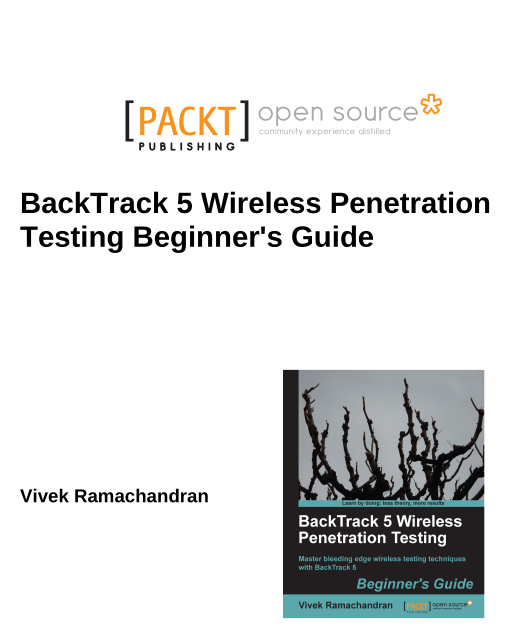 [PACKT] open source
PUBLISHING
community experience distilled
BackTrack 5 Wireless Penetration
Testing Beginner's Guide
Vivek Ramachandran
Learn by doing: less theory, more results
BackTrack 5 Wireless
Penetration Testing
Master bleeding edge wireless testing techniques
with BackTrack 5
Beginner's Guide
Vivek Ramachandran
[PACKT] open source